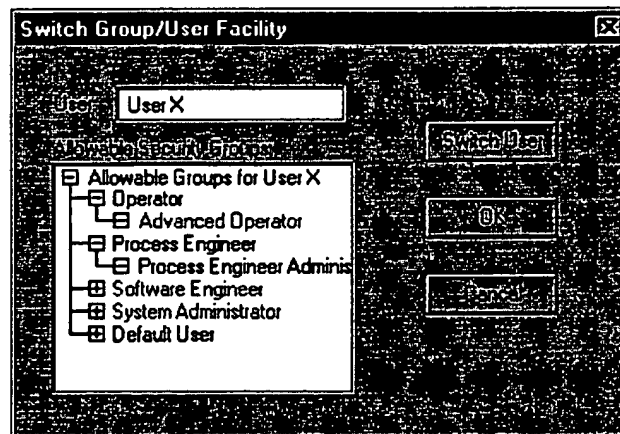 Switch Group/User Facility
User UserX
Allowable Security Groups
Switch User
Allowable Groups for User X
Operator
Advanced Operator
OK
Process Engineer
Process Engineer Adminis
Software Engineer
Cancel
System Administrator
Default User